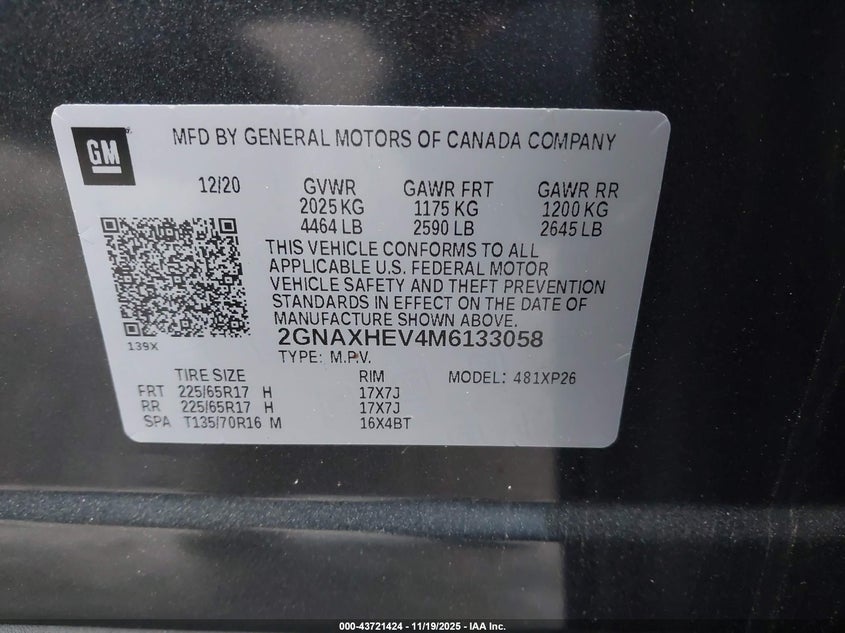 GM
MFD BY GENERAL MOTORS OF CANADA COMPANY
12/20 GVWR GAWR FRT GAWR RR
2025 KG 1175 KG 1200 KG
4464 LB 2590 LB 2645 LB
THIS VEHICLE CONFORMS TO ALL
APPLICABLE U.S. FEDERAL MOTOR
VEHICLE SAFETY AND THEFT PREVENTION
STANDARDS IN EFFECT ON THE DATE OF
MANUFACTURE SHOWN ABOVE.
139X
2GNAXHEV4M6133058
TYPE: M.P.V.
TIRE SIZE RIM MODEL: 481XP26
FRT 225/65R17 H 17X7J
RR 225/65R17 H 17X7J
SPA T135/70R16 M 16X4BT
000-43721424 - 11/19/2025 - IAA Inc.